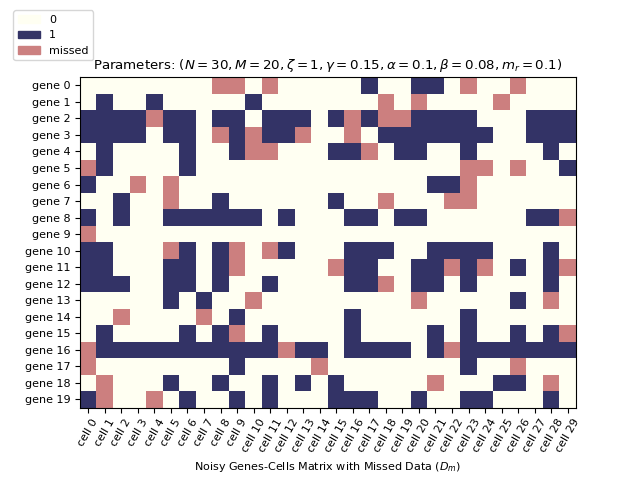 0
1
missed
Parameters: (N = 30, M = 20, ζ = 1, γ = 0.15, α = 0.1, β = 0.08, m_r = 0.1)
gene 0
gene 1
gene 2
gene 3
gene 4
gene 5
gene 6
gene 7
gene 8
gene 9
gene 10
gene 11
gene 12
gene 13
gene 14
gene 15
gene 16
gene 17
gene 18
gene 19
cell 0
cell 1
cell 2
cell 3
cell 4
cell 5
cell 6
cell 7
cell 8
cell 9
cell 10
cell 11
cell 12
cell 13
cell 14
cell 15
cell 16
cell 17
cell 18
cell 19
cell 20
cell 21
cell 22
cell 23
cell 24
cell 25
cell 26
cell 27
cell 28
cell 29
Noisy Genes-Cells Matrix with Missed Data (D_m)